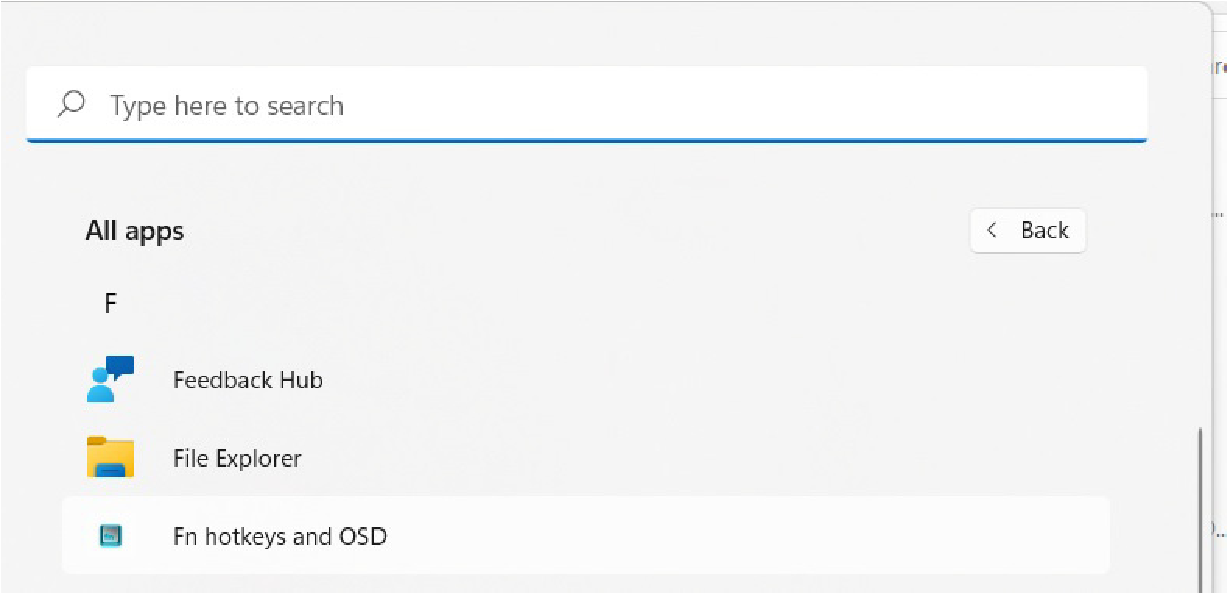 Type here to search
All apps
Back
F
Feedback Hub
File Explorer
Fn hotkeys and OSD